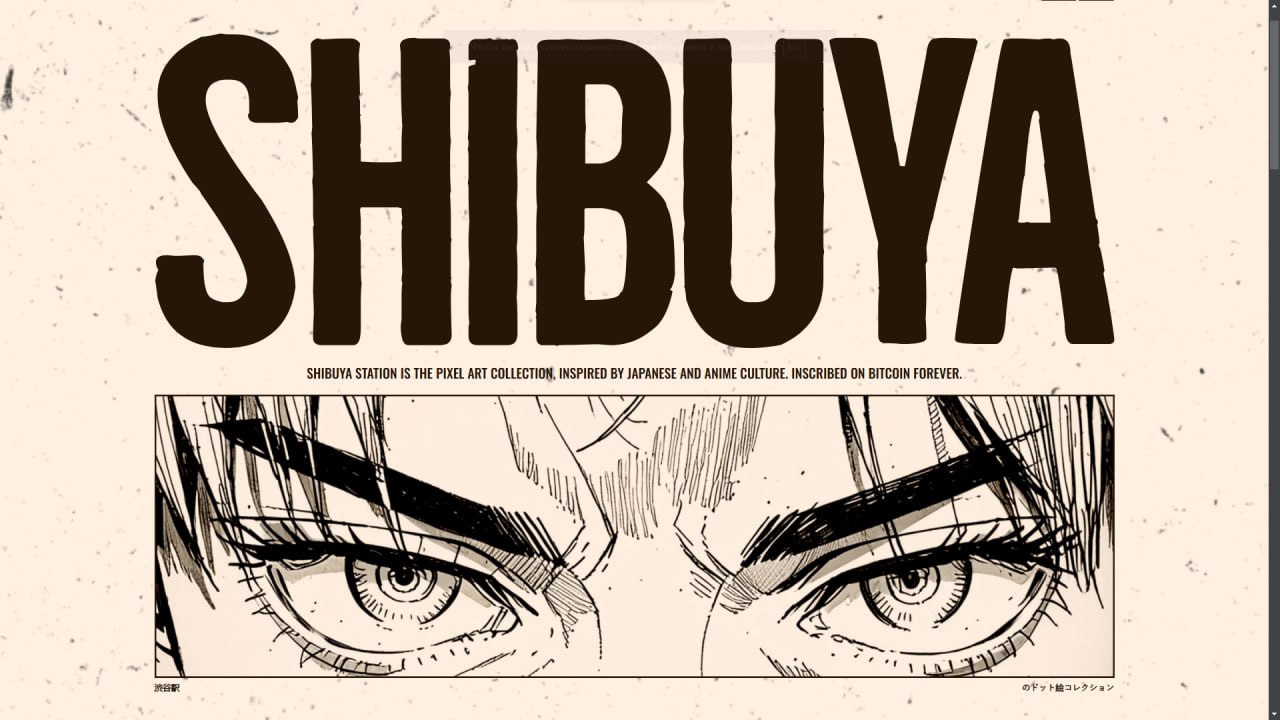 SHIBUYA
SHIBUYA STATION IS THE PIXEL ART COLLECTION, INSPIRED BY JAPANESE AND ANIME CULTURE. INSCRIBED ON BITCOIN FOREVER.
渋谷駅
のドット絵コレクション